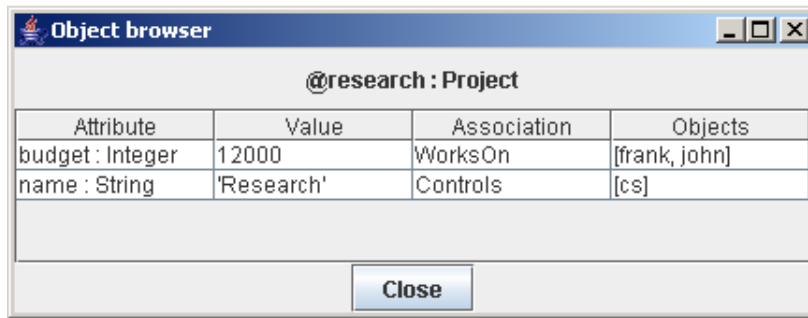 Object browser
@research : Project
Attribute Value Association Objects
budget : Integer 12000 WorksOn [frank, john]
name : String 'Research' Controls [cs]
Close